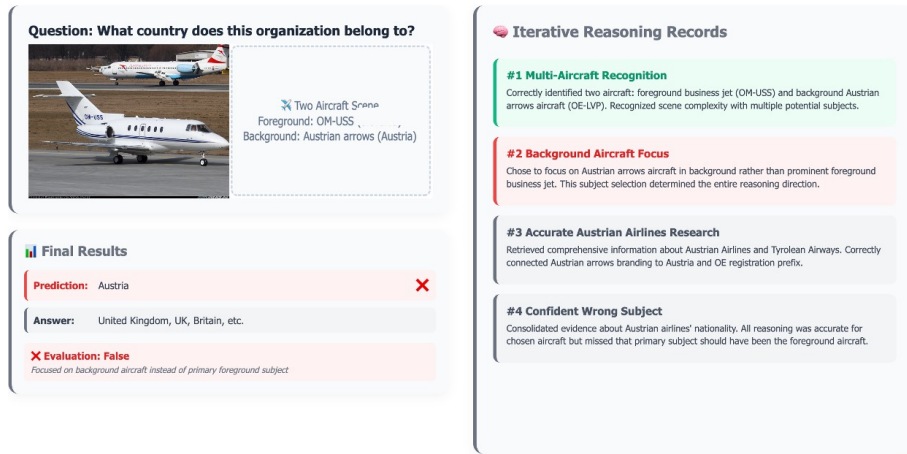 Question: What country does this organization belong to?
OM-USS
✈️ Two Aircraft Scene
Foreground: OM-USS
Background: Austrian arrows (Austria)
📊 Final Results
Prediction: Austria ❌
Answer: United Kingdom, UK, Britain, etc.
❌ Evaluation: False
Focused on background aircraft instead of primary foreground subject
🧠 Iterative Reasoning Records
#1 Multi-Aircraft Recognition
Correctly identified two aircraft: foreground business jet (OM-USS) and background Austrian
arrows aircraft (OE-LVP). Recognized scene complexity with multiple potential subjects.
#2 Background Aircraft Focus
Chose to focus on Austrian arrows aircraft in background rather than prominent foreground
business jet. This subject selection determined the entire reasoning direction.
#3 Accurate Austrian Airlines Research
Retrieved comprehensive information about Austrian Airlines and Tyrolean Airways. Correctly
connected Austrian arrows branding to Austria and OE registration prefix.
#4 Confident Wrong Subject
Consolidated evidence about Austrian airlines' nationality. All reasoning was accurate for
chosen aircraft but missed that primary subject should have been the foreground aircraft.